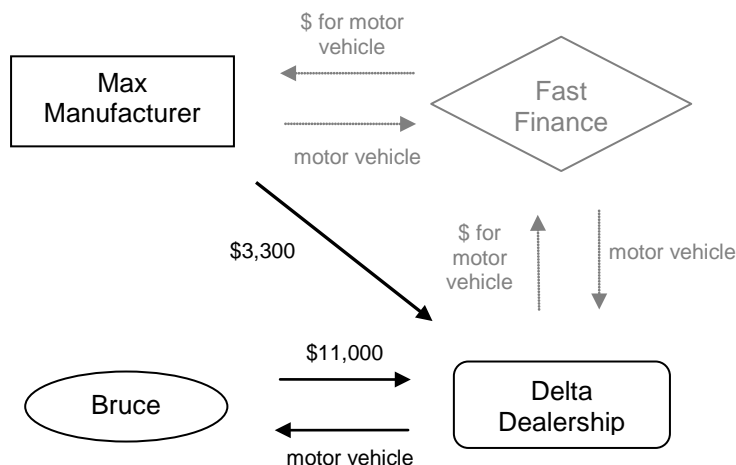 $ for motor
vehicle
Max
Manufacturer
Fast
Finance
motor vehicle
$3,300
$ for
motor
vehicle
motor vehicle
$11,000
Bruce
Delta
Dealership
motor vehicle